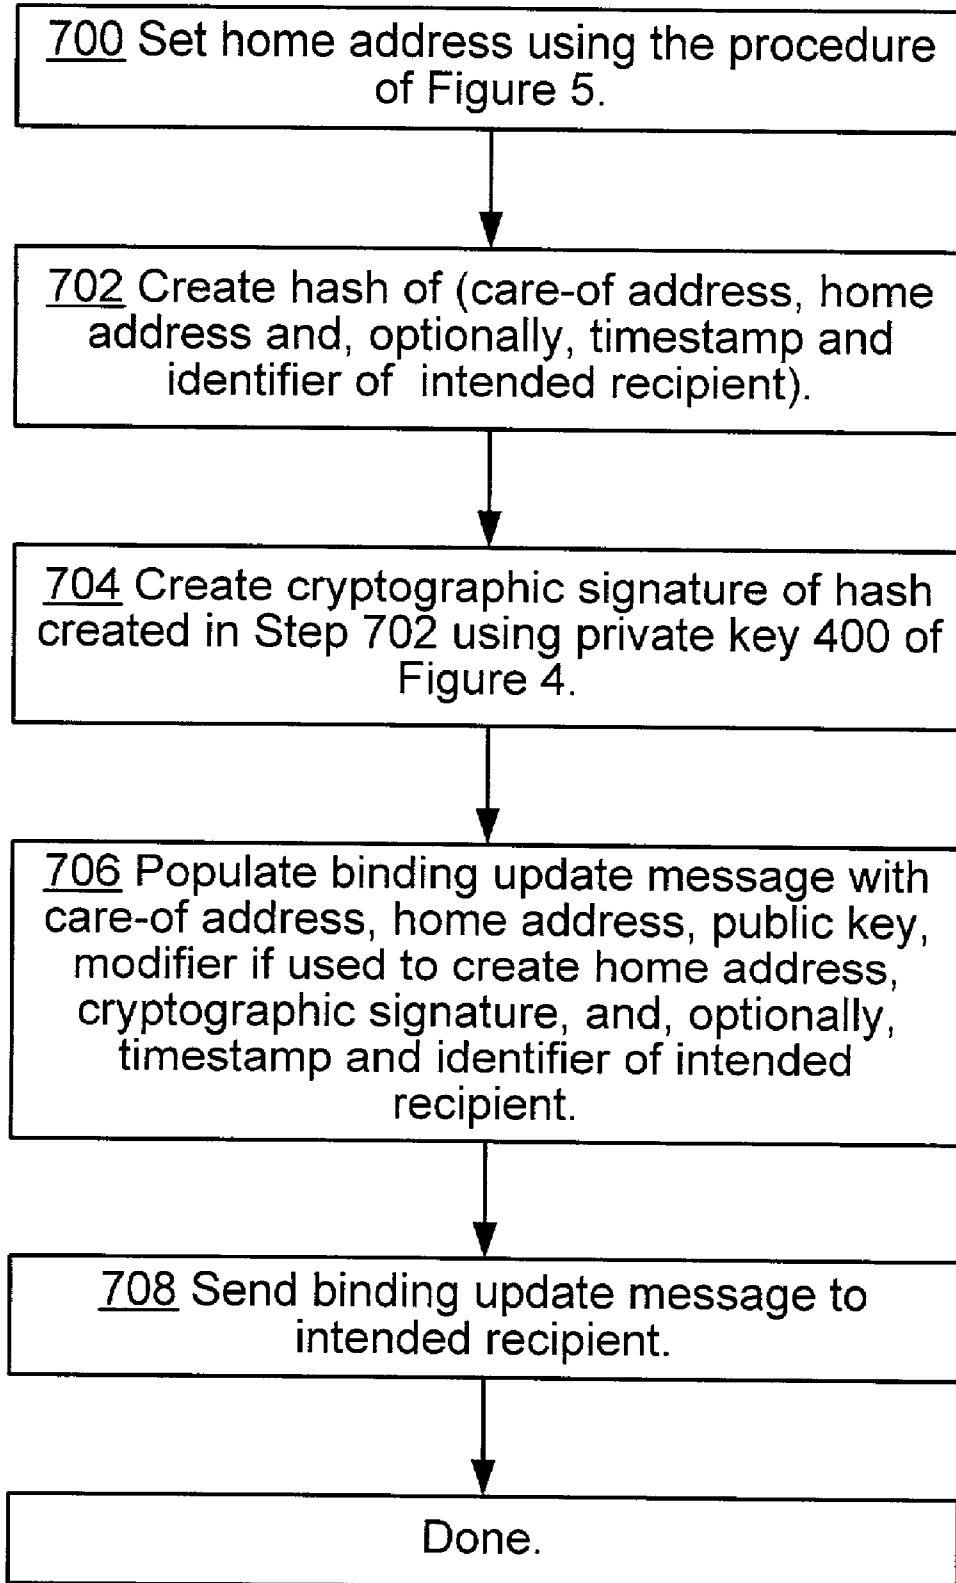 700 Set home address using the procedure
of Figure 5.
702 Create hash of (care-of address, home
address and, optionally, timestamp and
identifier of intended recipient).
704 Create cryptographic signature of hash
created in Step 702 using private key 400 of
Figure 4.
706 Populate binding update message with
care-of address, home address, public key,
modifier if used to create home address,
cryptographic signature, and, optionally,
timestamp and identifier of intended
recipient.
708 Send binding update message to
intended recipient.
Done.